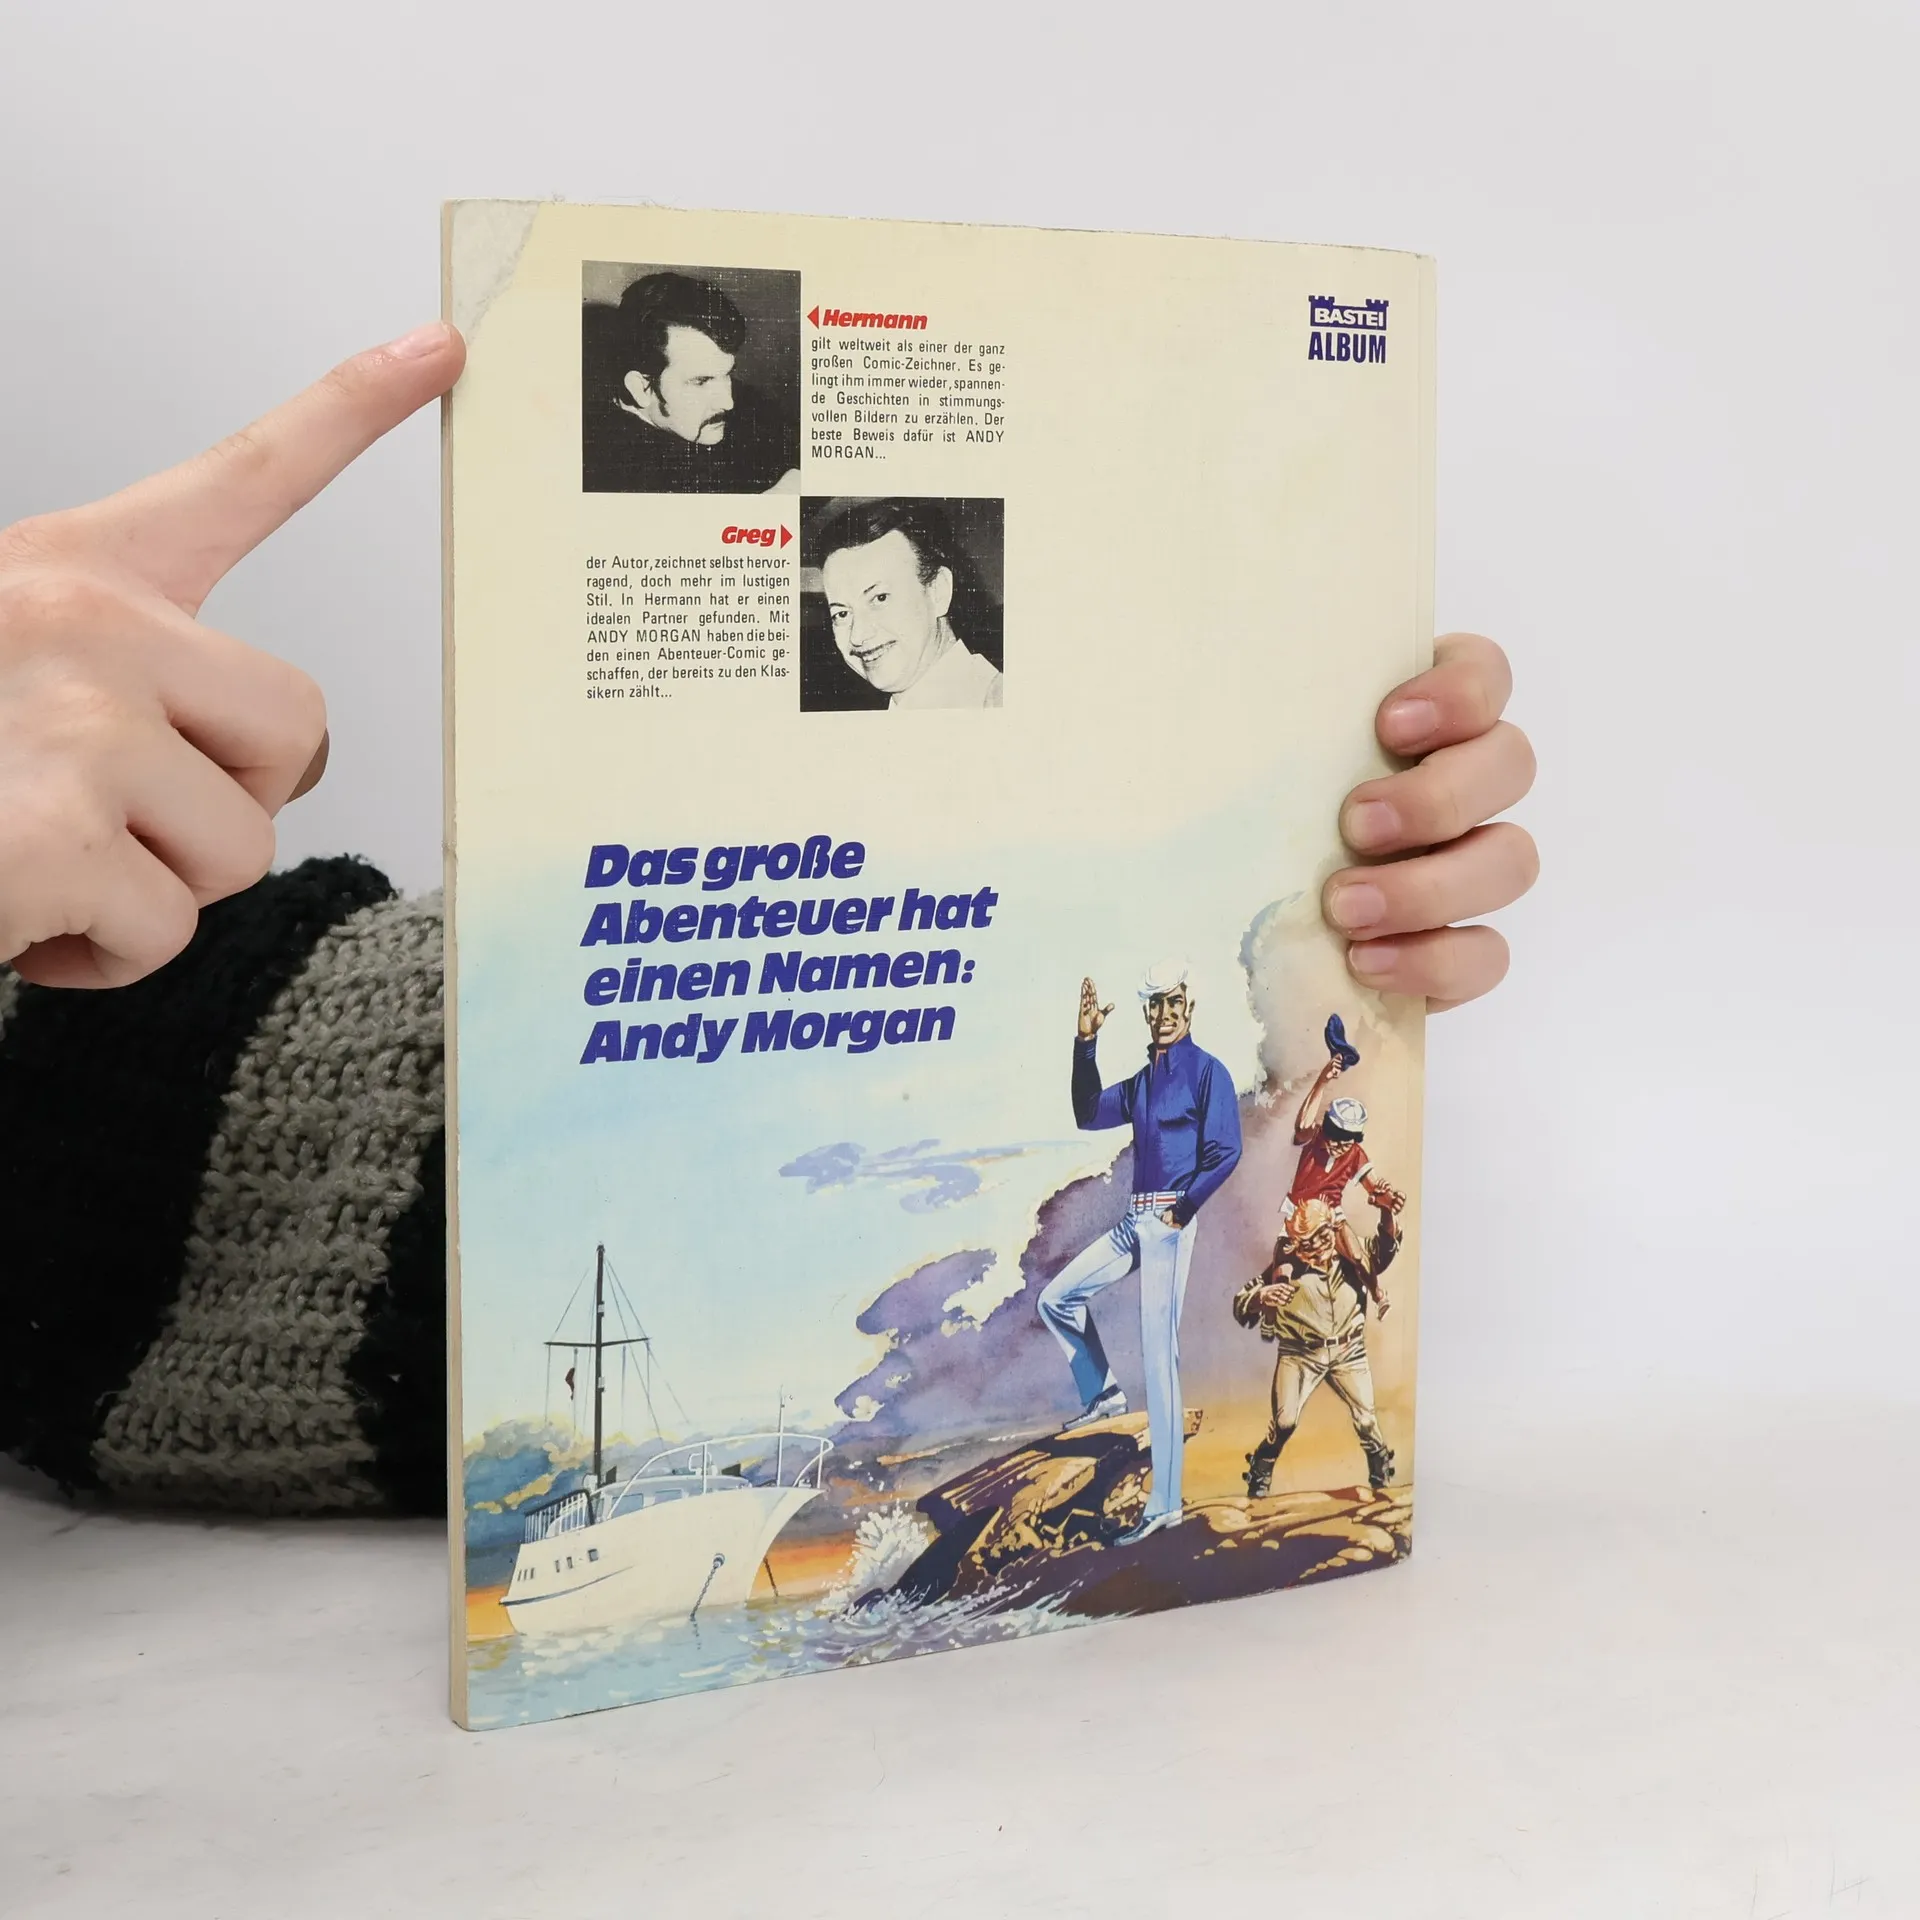 Hermann
gilt weltweit als einer der ganz
großen Comic-Zeichner. Es ge-
lingt ihm immer wieder, spannen-
de Geschichten in stimmungs-
vollen Bildern zu erzählen. Der
beste Beweis dafür ist ANDY
MORGAN...
BASTEI
ALBUM
Greg
der Autor, zeichnet selbst hervor-
ragend, doch mehr im lustigen
Stil. In Hermann hat er einen
idealen Partner gefunden. Mit
ANDY MORGAN haben die bei-
den einen Abenteuer-Comic ge-
schaffen, der bereits zu den Klas-
sikern zählt...
Das große
Abenteuer hat
einen Namen:
Andy Morgan